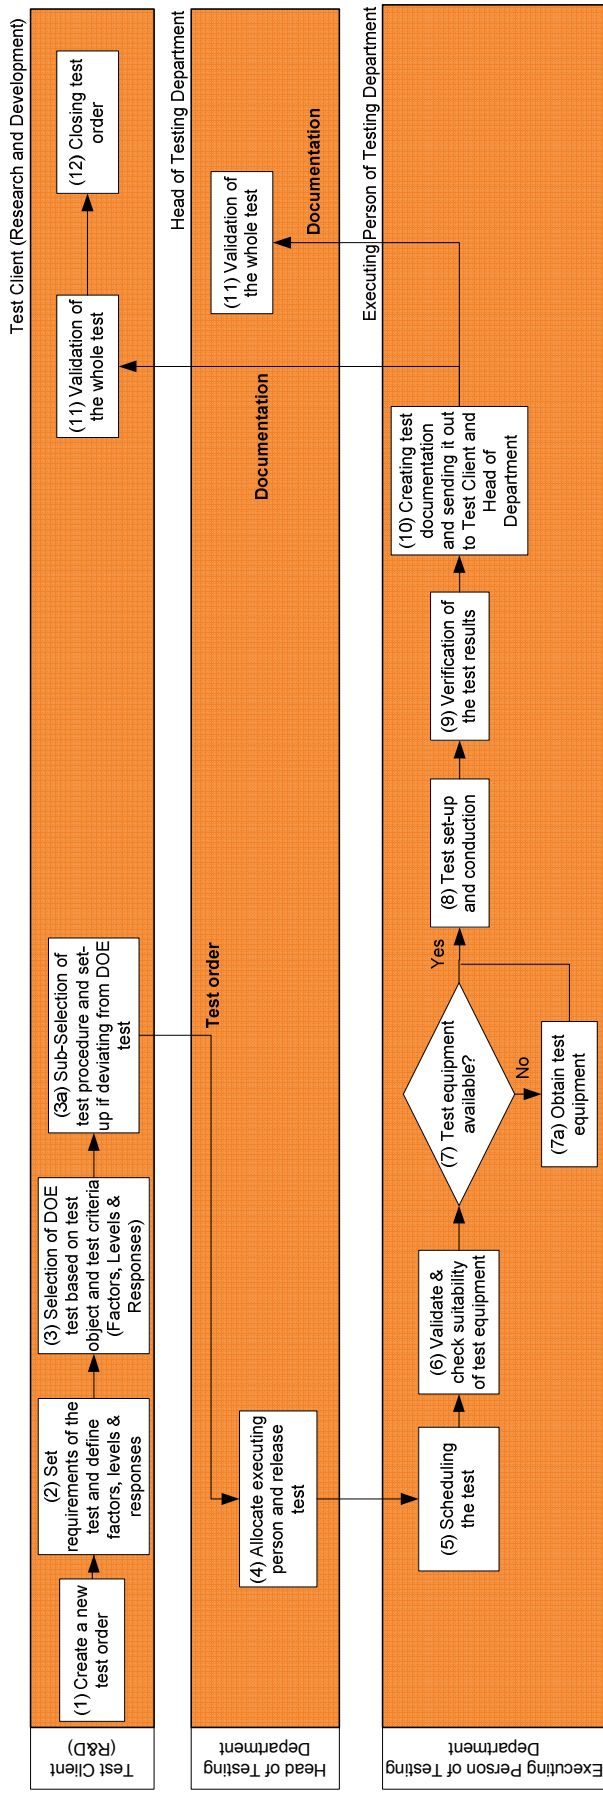 Test Client (Research and Development)
Test Client
(R&D)
(1) Create a new
test order
(2) Set
requirements of the
test and define
factors, levels &
responses
(3) Selection of DOE
test based on test
object and test criteria
(Factors, Levels &
Responses)
(3a) Sub-Selection of
test procedure and set-
up if deviating from DOE
test
(11) Validation of
the whole test
(12) Closing test
order
Head of Testing Department
Head of Testing
Department
Test order
(4) Allocate executing
person and release
test
Documentation
(11) Validation of
the whole test
Documentation
Executing Person of Testing Department
Executing Person of Testing
Department
(5) Scheduling
the test
(6) Validate &
check suitability
of test equipment
(7) Test equipment
available?
Yes
No
(7a) Obtain test
equipment
(8) Test set-up
and conduction
(9) Verification of
the test results
(10) Creating test
documentation
and sending it out
to Test Client and
Head of
Department